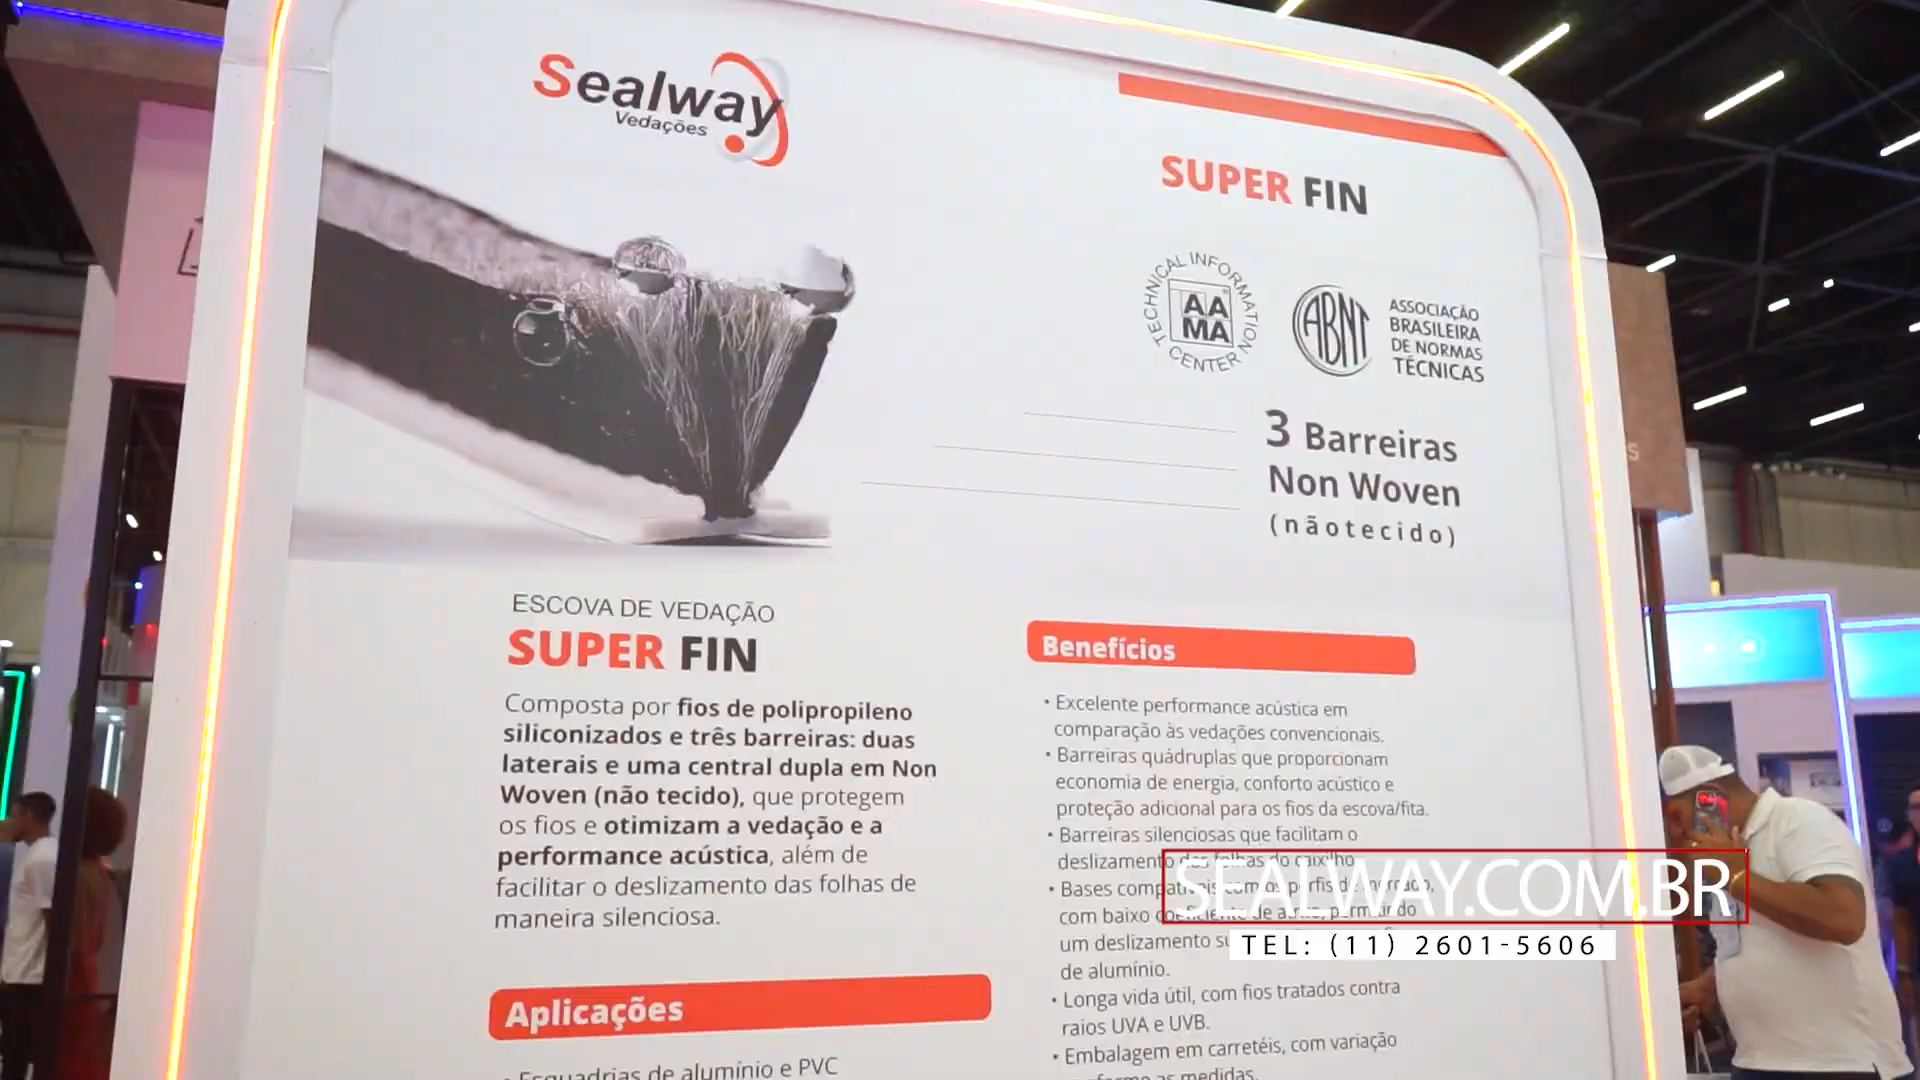 Sealway
Vedações
SUPER FIN
TECHNICAL INFORMATION CENTER
AAMA
ABNT
ASSOCIAÇÃO
BRASILEIRA
DE NORMAS
TÉCNICAS
3 Barreiras
Non Woven
(nãotecido)
ESCOVA DE VEDAÇÃO
SUPER FIN
Composta por fios de polipropileno
siliconizados e três barreiras: duas
laterais e uma central dupla em Non
Woven (não tecido), que protegem
os fios e otimizam a vedação e a
performance acústica, além de
facilitar o deslizamento das folhas de
maneira silenciosa.
Aplicações
• Esquadrias de alumínio e PVC
Benefícios
• Excelente performance acústica em
comparação às vedações convencionais.
• Barreiras quádruplas que proporcionam
economia de energia, conforto acústico e
proteção adicional para os fios da escova/fita.
• Barreiras silenciosas que facilitam o
deslizamento das folhas do caixilho
• Bases compatíveis com os perfis de mercado,
com baixo coeficiente de atrito, permitindo
um deslizamento
de alumínio.
• Longa vida útil, com fios tratados contra
raios UVA e UVB.
• Embalagem em carretéis, com variação
conforme as medidas.
SEALWAY.COM.BR
TEL: (11) 2601-5606